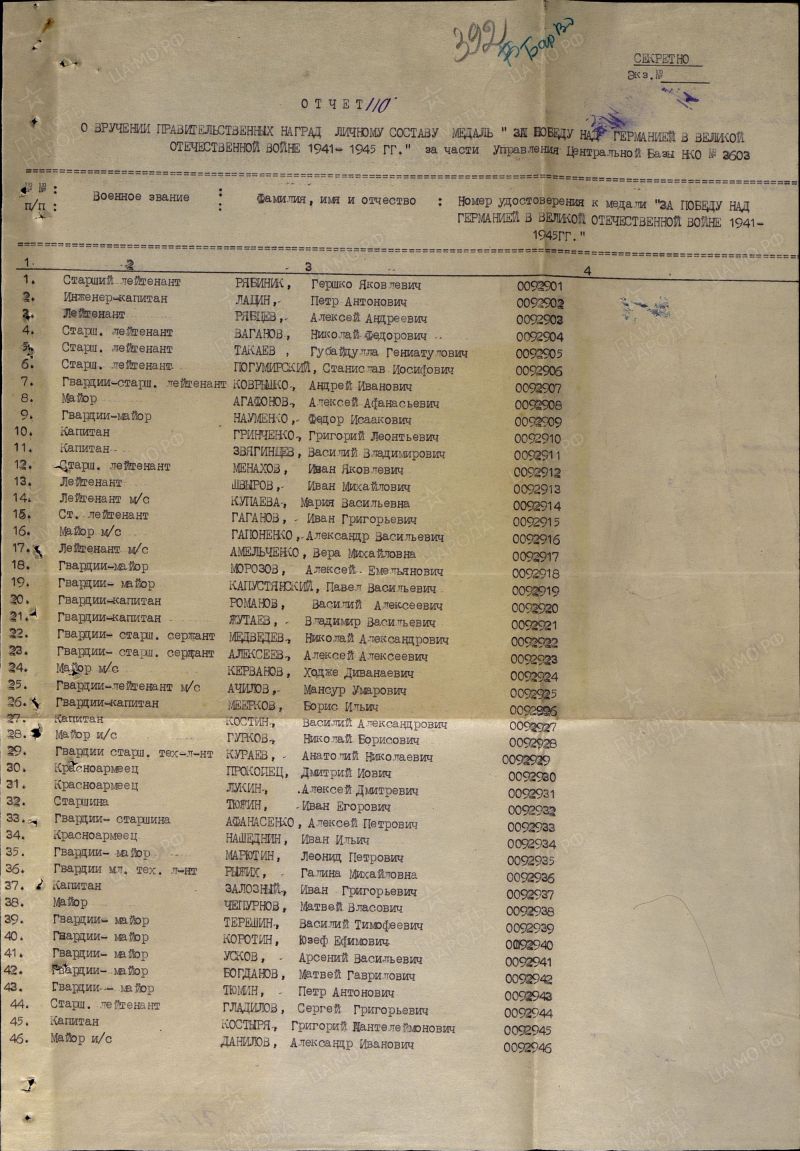 392
СЕКРЕТНО
Экз.№
ОТЧЕТ 110
О ВРУЧЕНИИ ПРАВИТЕЛЬСТВЕННЫХ НАГРАД ЛИЧНОМУ СОСТАВУ МЕДАЛЬ " ЗА ПОБЕДУ НАД ГЕРМАНИЕЙ В ВЕЛИКОЙ
ОТЕЧЕСТВЕННОЙ ВОЙНЕ 1941- 1945 ГГ." за части Управления Центральной Базы НКО № 3603
№ № п/п : Военное звание : Фамилия, имя и отчество : Номер удостоверения к медали "ЗА ПОБЕДУ НАД
ГЕРМАНИЕЙ В ВЕЛИКОЙ ОТЕЧЕСТВЕННОЙ ВОЙНЕ 1941-
1945ГГ."
1 2 3 4
1. Старший лейтенант РЯБИНИК, Гершко Яковлевич 0092901
2. Инженер-капитан ЛАЦИН,- Петр Антонович 0092902
3. Лейтенант РЯБЦЕВ,- Алексей Андреевич 0092903
4. Старш. лейтенант ВАГАНОВ, Николай Федорович 0092904
5. Старш. лейтенант ТАКАЕВ , Губайдулла Гениатулович 0092905
6. Старш. лейтенант ПОГУМИРСКИЙ, Станислав Иосифович 0092906
7. Гвардии-старш. лейтенант КОВРЫЖКО, Андрей Иванович 0092907
8. Майор АГАФОНОВ, Алексей Афанасьевич 0092908
9. Гвардии-майор НАУМЕНКО,- Федор Исаакович 0092909
10. Капитан ГРИНЧЕНКО, Григорий Леонтьевич 0092910
11. Капитан ЗВЯГИНЦЕВ, Василий Владимирович 0092911
12. Старш. лейтенант МЕНАХОВ, Иван Яковлевич 0092912
13. Лейтенант ШВЫРОВ,- Иван Михайлович 0092913
14. Лейтенант м/с КУПАЕВА, Мария Васильевна 0092914
15. Ст. лейтенант ГАГАНОВ, - Иван Григорьевич 0092915
16. Майор м/с ГАПОНЕНКО,-Александр Васильевич 0092916
17. Лейтенант м/с АМЕЛЬЧЕНКО, Вера Михайловна 0092917
18. Гвардии-майор МОРОЗОВ, Алексей- Емельянович 0092918
19. Гвардии- майор КАПУСТЯНСКИЙ, Павел Васильевич 0092919
20. Гвардии-капитан РОМАНОВ, Василий Алексеевич 0092920
21. Гвардии-капитан ЖУТАЕВ, - Владимир Васильевич 0092921
22. Гвардии- старш. сержант МЕДВЕДЕВ, Николай Александрович 0092922
23. Гвардии- старш. сержант АЛЕКСЕЕВ, Алексей Алексеевич 0092923
24. Майор м/с КЕРВАНОВ, Ходже Диванаевич 0092924
25. Гвардии-лейтенант м/с АЧИЛОВ,- Мансур Умарович 0092925
26. Гвардии-капитан МЕЕРКОВ, Борис Ильич 0092926
27. Капитан КОСТИН, Василий Александрович 0092927
28. Майор и/с ГУРКОВ, Николай Борисович 0092928
29. Гвардии старш. тех-л-нт КУРАЕВ, - Анатолий Николаевич 0092929
30. Красноармеец ПРОКОПЕЦ, Дмитрий Иович 0092930
31. Красноармеец ЛУКИН, .Алексей Дмитревич 0092931
32. Старшина ТЮРИН, -Иван Егорович 0092932
33. Гвардии- старшина АФАНАСЕНКО, Алексей Петрович 0092933
34. Красноармеец НАШЕДНИН, Иван Ильич 0092934
35. Гвардии- майор МАРЮТИН, Леонид Петрович 0092935
36. Гвардии мл. тех. л-нт РЫЖИХ, - Галина Михайловна 0092936
37. Капитан ЗАЛОЗНЫЙ, Иван Григорьевич 0092937
38. Майор ЧЕПУРНОВ, Матвей Власович 0092938
39. Гвардии- майор ТЕРЕШИН, Василий Тимофеевич 0092939
40. Гвардии- майор КОРОТИН, Юзеф Ефимович 0092940
41. Гвардии- майор УСКОВ, - Арсений Васильевич 0092941
42. Гвардии- майор БОГДАНОВ, Матвей Гаврилович 0092942
43. Гвардии-- майор ТЮМИН, - Петр Антонович 0092943
44. Старш. лейтенант ГЛАДИЛОВ, Сергей Григорьевич 0092944
45. Капитан КОСТЫРЯ, Григорий Пантелеймонович 0092945
46. Майор и/с ДАНИЛОВ, Александр Иванович 0092946